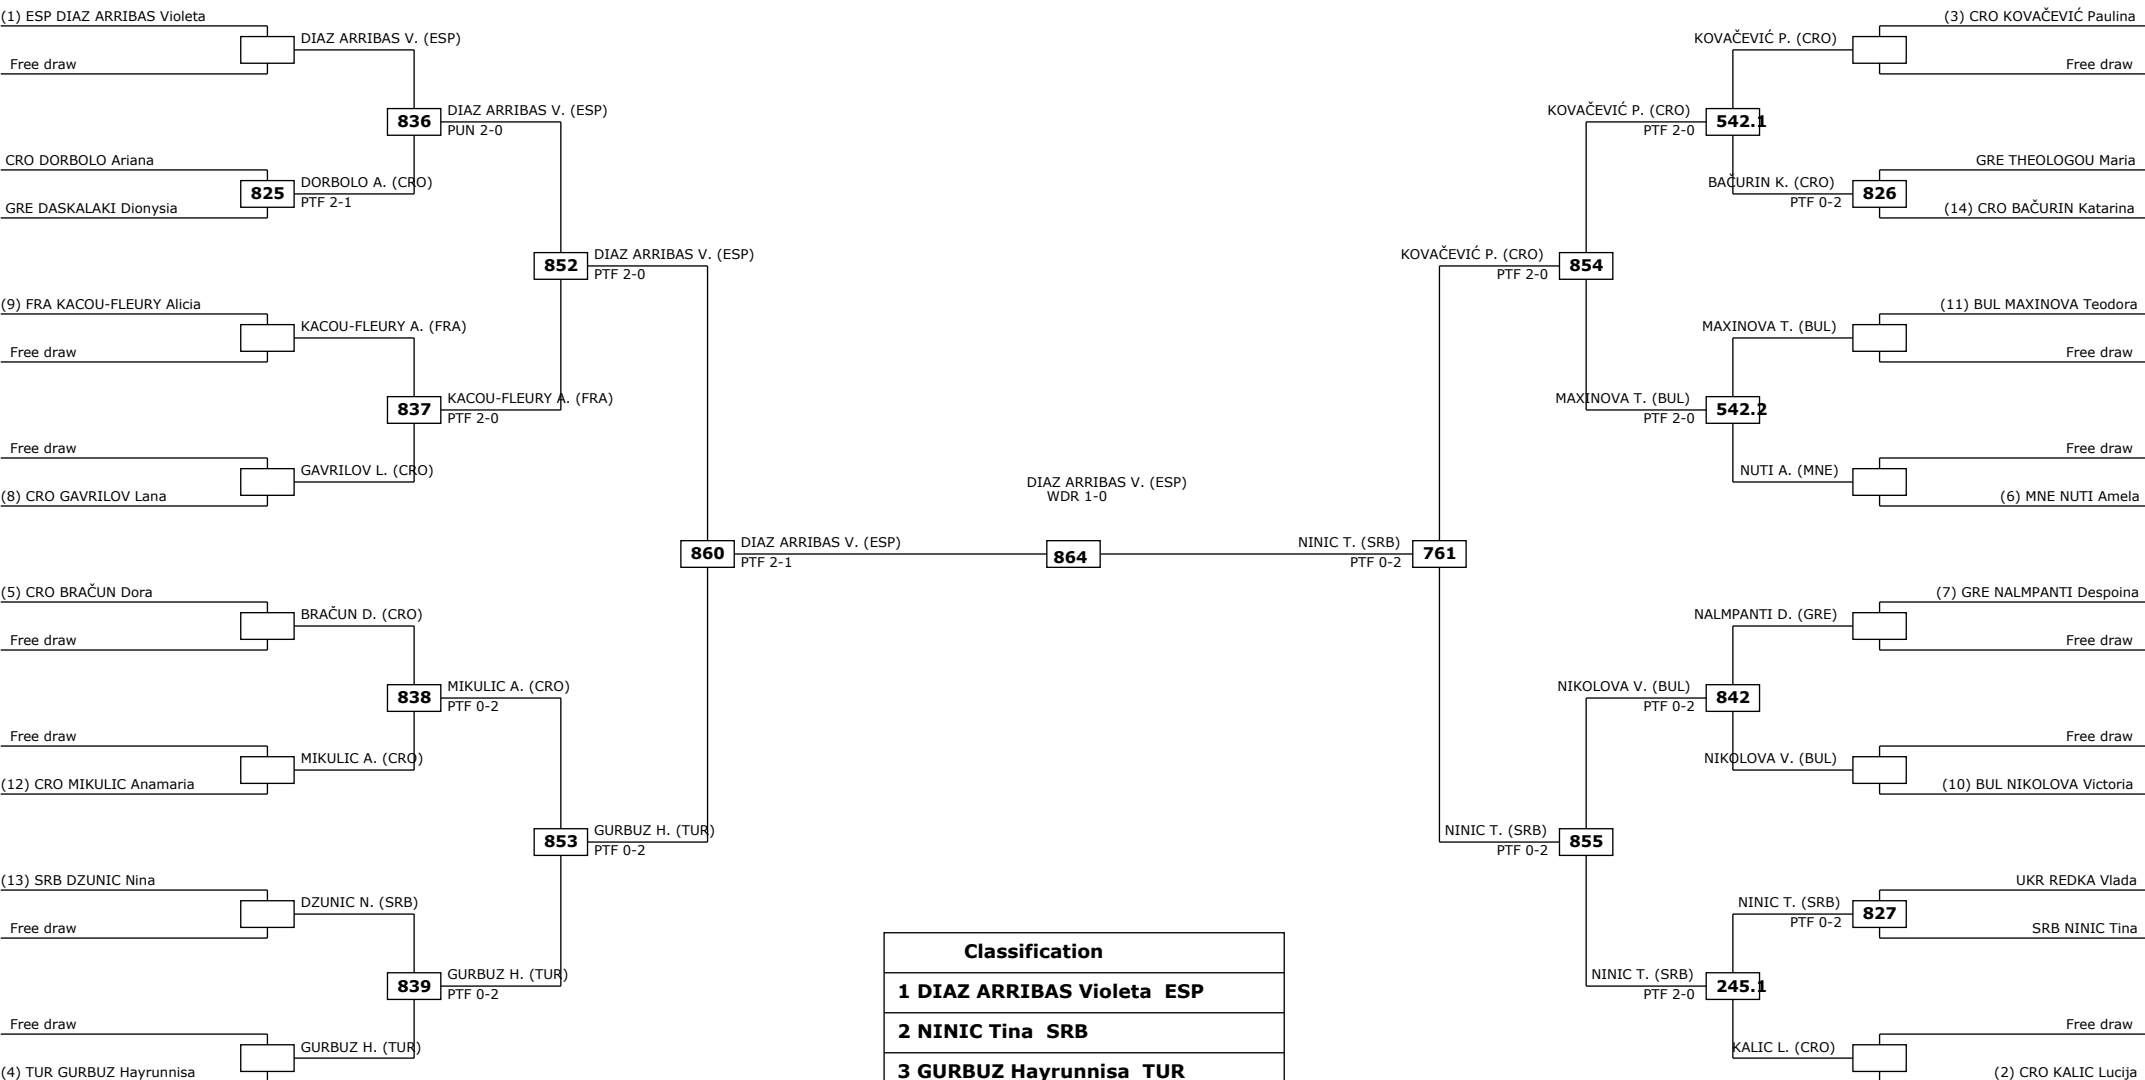 (1) ESP DIAZ ARRIBAS Violeta
DIAZ ARRIBAS V. (ESP)
Free draw
DIAZ ARRIBAS V. (ESP)
836
PUN 2-0
CRO DORBOLO Ariana
DORBOLO A. (CRO)
825
PTF 2-1
GRE DASKALAKI Dionysia
DIAZ ARRIBAS V. (ESP)
852
PTF 2-0
(9) FRA KACOU-FLEURY Alicia
KACOU-FLEURY A. (FRA)
Free draw
KACOU-FLEURY A. (FRA)
837
PTF 2-0
Free draw
GAVRILOV L. (CRO)
(8) CRO GAVRILOV Lana
DIAZ ARRIBAS V. (ESP)
860
PTF 2-1
(5) CRO BRAČUN Dora
BRAČUN D. (CRO)
Free draw
MIKULIC A. (CRO)
838
PTF 0-2
Free draw
MIKULIC A. (CRO)
(12) CRO MIKULIC Anamaria
GURBUZ H. (TUR)
853
PTF 0-2
(13) SRB DZUNIC Nina
DZUNIC N. (SRB)
Free draw
GURBUZ H. (TUR)
839
PTF 0-2
Free draw
GURBUZ H. (TUR)
(4) TUR GURBUZ Hayrunnisa
DIAZ ARRIBAS V. (ESP)
WDR 1-0
864
(3) CRO KOVAČEVIĆ Paulina
KOVAČEVIĆ P. (CRO)
Free draw
KOVAČEVIĆ P. (CRO)
542.1
PTF 2-0
GRE THEOLOGOU Maria
BAČURIN K. (CRO)
826
PTF 0-2
(14) CRO BAČURIN Katarina
KOVAČEVIĆ P. (CRO)
854
PTF 2-0
(11) BUL MAXINOVA Teodora
MAXINOVA T. (BUL)
Free draw
MAXINOVA T. (BUL)
542.2
PTF 2-0
Free draw
NUTI A. (MNE)
(6) MNE NUTI Amela
NINIC T. (SRB)
761
PTF 0-2
(7) GRE NALMPANTI Despoina
NALMPANTI D. (GRE)
Free draw
NIKOLOVA V. (BUL)
842
PTF 0-2
Free draw
NIKOLOVA V. (BUL)
(10) BUL NIKOLOVA Victoria
NINIC T. (SRB)
855
PTF 0-2
UKR REDKA Vlada
NINIC T. (SRB)
827
PTF 0-2
SRB NINIC Tina
NINIC T. (SRB)
245.1
PTF 2-0
Free draw
KALIC L. (CRO)
(2) CRO KALIC Lucija
Classification
1 DIAZ ARRIBAS Violeta ESP
2 NINIC Tina SRB
3 GURBUZ Hayrunnisa TUR